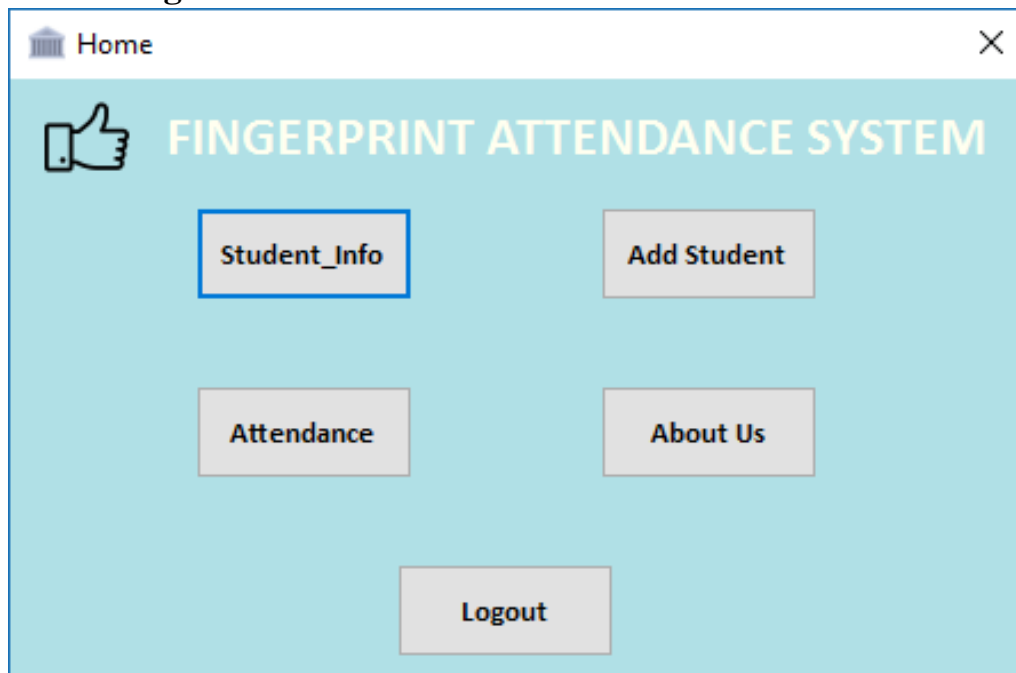 Home
FINGERPRINT ATTENDANCE SYSTEM
Student_Info Add Student
Attendance About Us
Logout